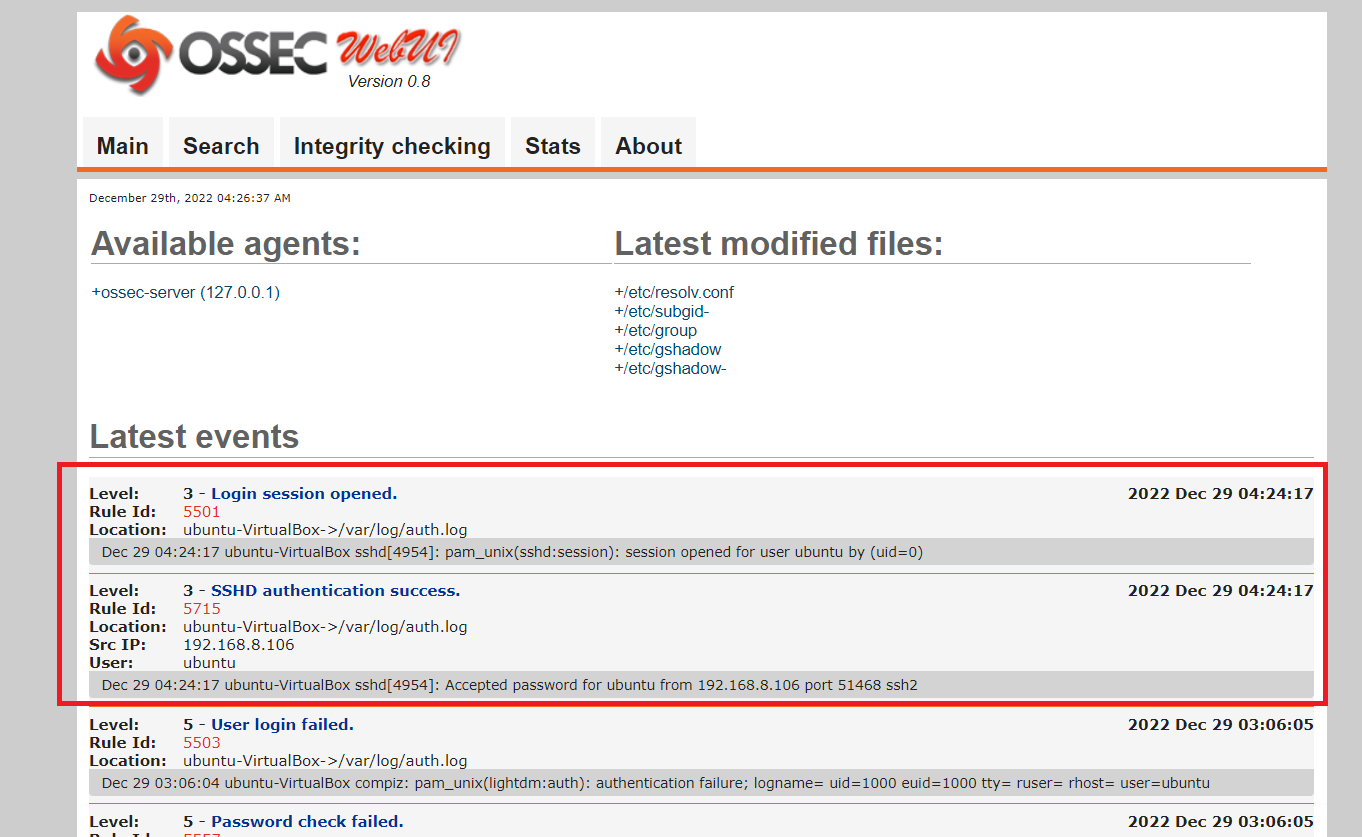 OSSEC WebUI
Version 0.8
Main Search Integrity checking Stats About
December 29th, 2022 04:26:37 AM
Available agents:
+ossec-server (127.0.0.1)
Latest modified files:
+/etc/resolv.conf
+/etc/subgid-
+/etc/group
+/etc/gshadow
+/etc/gshadow-
Latest events
Level: 3 - Login session opened. 2022 Dec 29 04:24:17
Rule Id: 5501
Location: ubuntu-VirtualBox->/var/log/auth.log
Dec 29 04:24:17 ubuntu-VirtualBox sshd[4954]: pam_unix(sshd:session): session opened for user ubuntu by (uid=0)
Level: 3 - SSHD authentication success. 2022 Dec 29 04:24:17
Rule Id: 5715
Location: ubuntu-VirtualBox->/var/log/auth.log
Src IP: 192.168.8.106
User: ubuntu
Dec 29 04:24:17 ubuntu-VirtualBox sshd[4954]: Accepted password for ubuntu from 192.168.8.106 port 51468 ssh2
Level: 5 - User login failed. 2022 Dec 29 03:06:05
Rule Id: 5503
Location: ubuntu-VirtualBox->/var/log/auth.log
Dec 29 03:06:04 ubuntu-VirtualBox compiz: pam_unix(lightdm:auth): authentication failure; logname= uid=1000 euid=1000 tty= ruser= rhost= user=ubuntu
Level: 5 - Password check failed. 2022 Dec 29 03:06:05